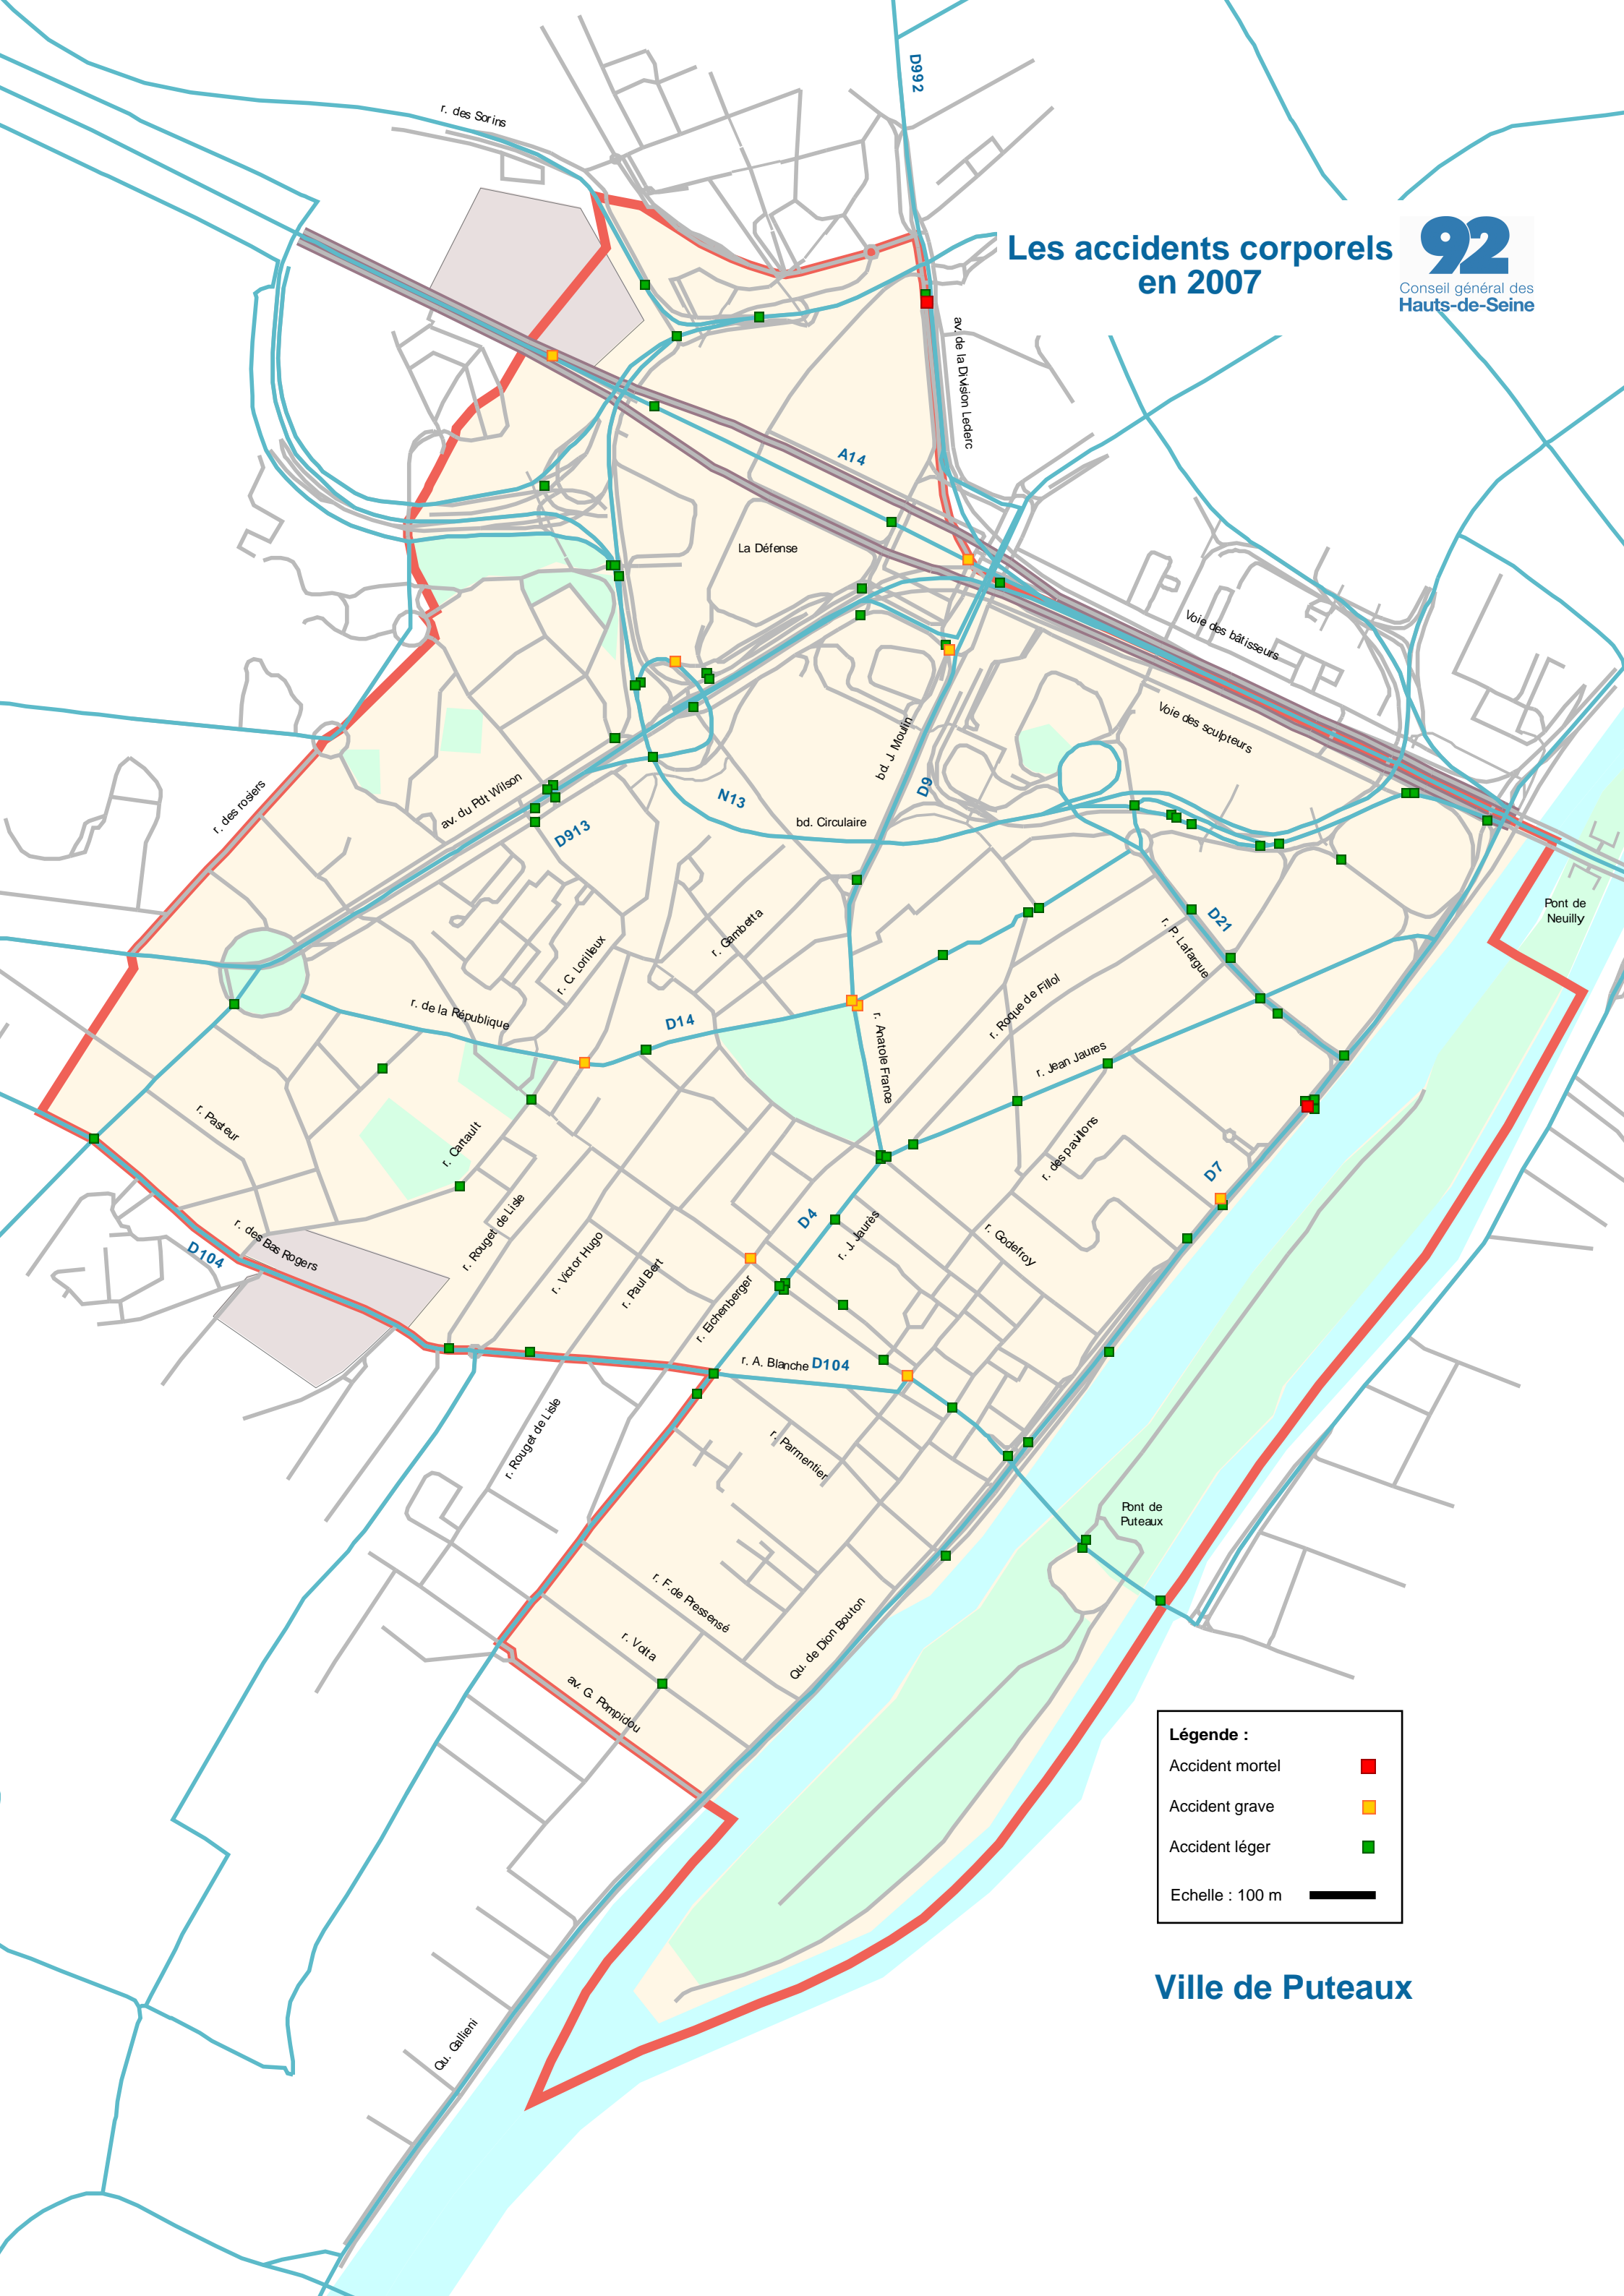 D992
r. des Sorins
Les accidents corporels
en 2007
92
Conseil général des
Hauts-de-Seine
av. de la Division Leclerc
A14
La Défense
Voie des bâtisseurs
Voie des sculpteurs
bd. J. Moulin
D9
r. des rosiers
av. du Pdt Wilson
N13
D913
bd. Circulaire
Pont de
Neuilly
D21
r. P. Lafargue
r. Gambetta
r. C. Lorilleux
r. de la République
D14
r. Roque de Fillol
r. Anatole France
r. Jean Jaures
r. Pasteur
r. Cartault
r. des pavillons
D7
r. Rouget de Lisle
D4
r. J. Jaurès
r. Godefroy
r. des Bas Rogers
D104
r. Victor Hugo
r. Paul Bert
r. Eichenberger
r. A. Blanche
D104
r. Rouget de Lisle
r. Parmentier
Pont de
Puteaux
r. F. de Pressensé
r. Volta
Qu. de Dion Bouton
av. G. Pompidou
Légende :
Accident mortel
Accident grave
Accident léger
Echelle : 100 m
Ville de Puteaux
Qu. Gallieni